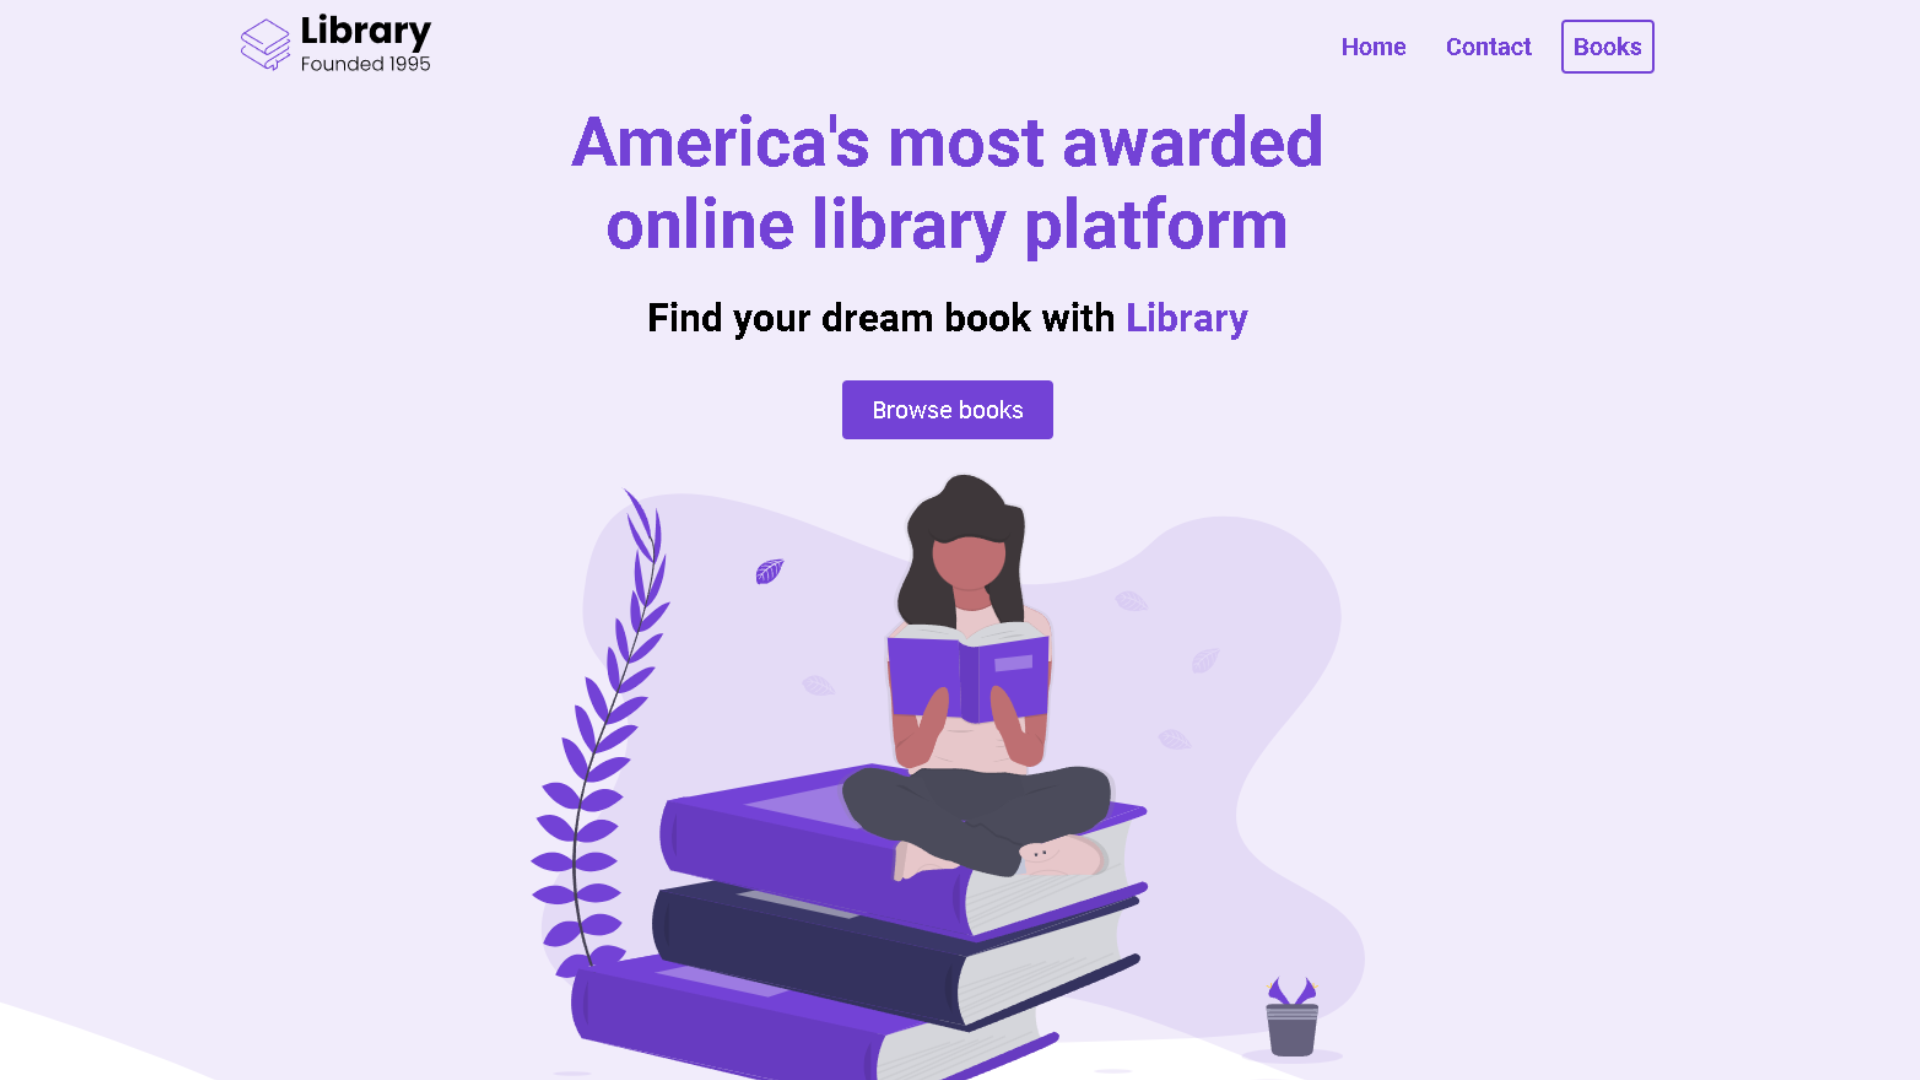 Library
Founded 1995
Home
Contact
Books
America's most awarded
online library platform
Find your dream book with Library
Browse books